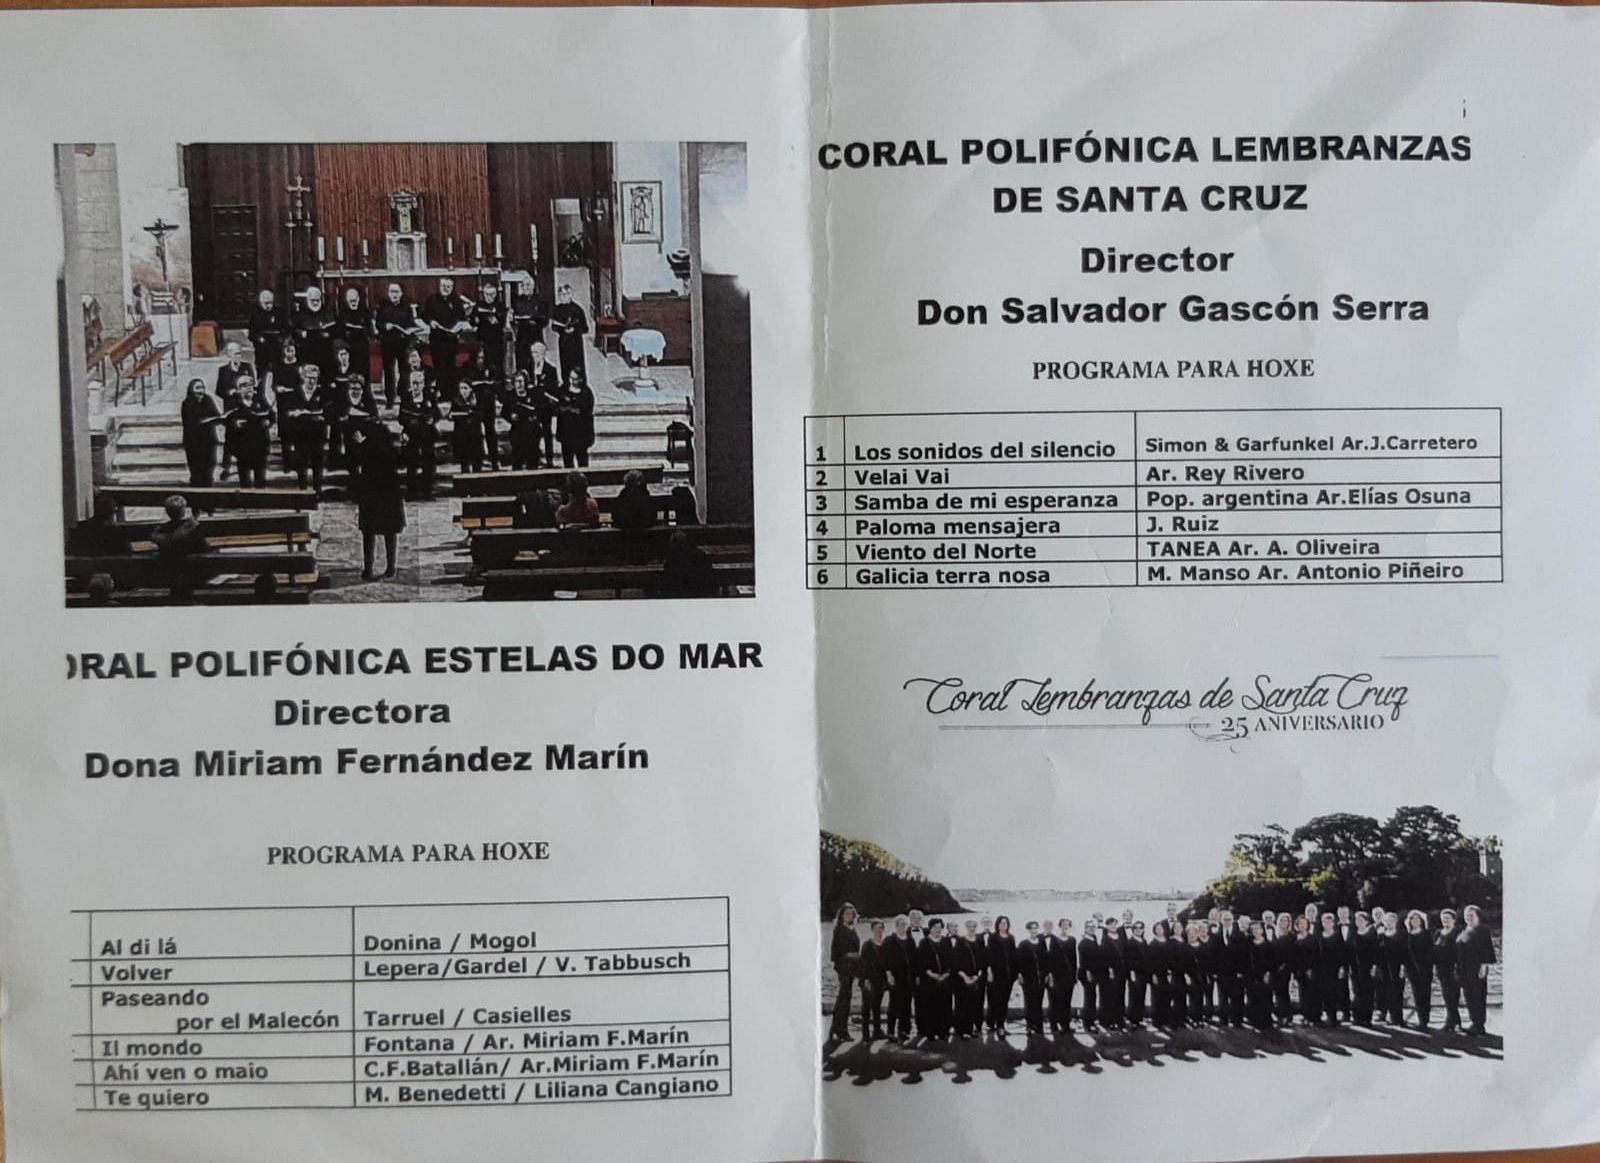 ORAL POLIFÓNICA ESTELAS DO MAR
Directora
Dona Miriam Fernández Marín
PROGRAMA PARA HOXE
Al di lá Donina / Mogol
Volver Lepera/Gardel / V. Tabbusch
Paseando
por el Malecón Tarruel / Casielles
Il mondo Fontana / Ar. Miriam F.Marín
Ahí ven o maio C.F.Batallán/ Ar.Miriam F.Marín
Te quiero M. Benedetti / Liliana Cangiano
CORAL POLIFÓNICA LEMBRANZAS
DE SANTA CRUZ
Director
Don Salvador Gascón Serra
PROGRAMA PARA HOXE
1 Los sonidos del silencio Simon & Garfunkel Ar.J.Carretero
2 Velai Vai Ar. Rey Rivero
3 Samba de mi esperanza Pop. argentina Ar.Elías Osuna
4 Paloma mensajera J. Ruiz
5 Viento del Norte TANEA Ar. A. Oliveira
6 Galicia terra nosa M. Manso Ar. Antonio Piñeiro
Coral Lembranzas de Santa Cruz
25 ANIVERSARIO